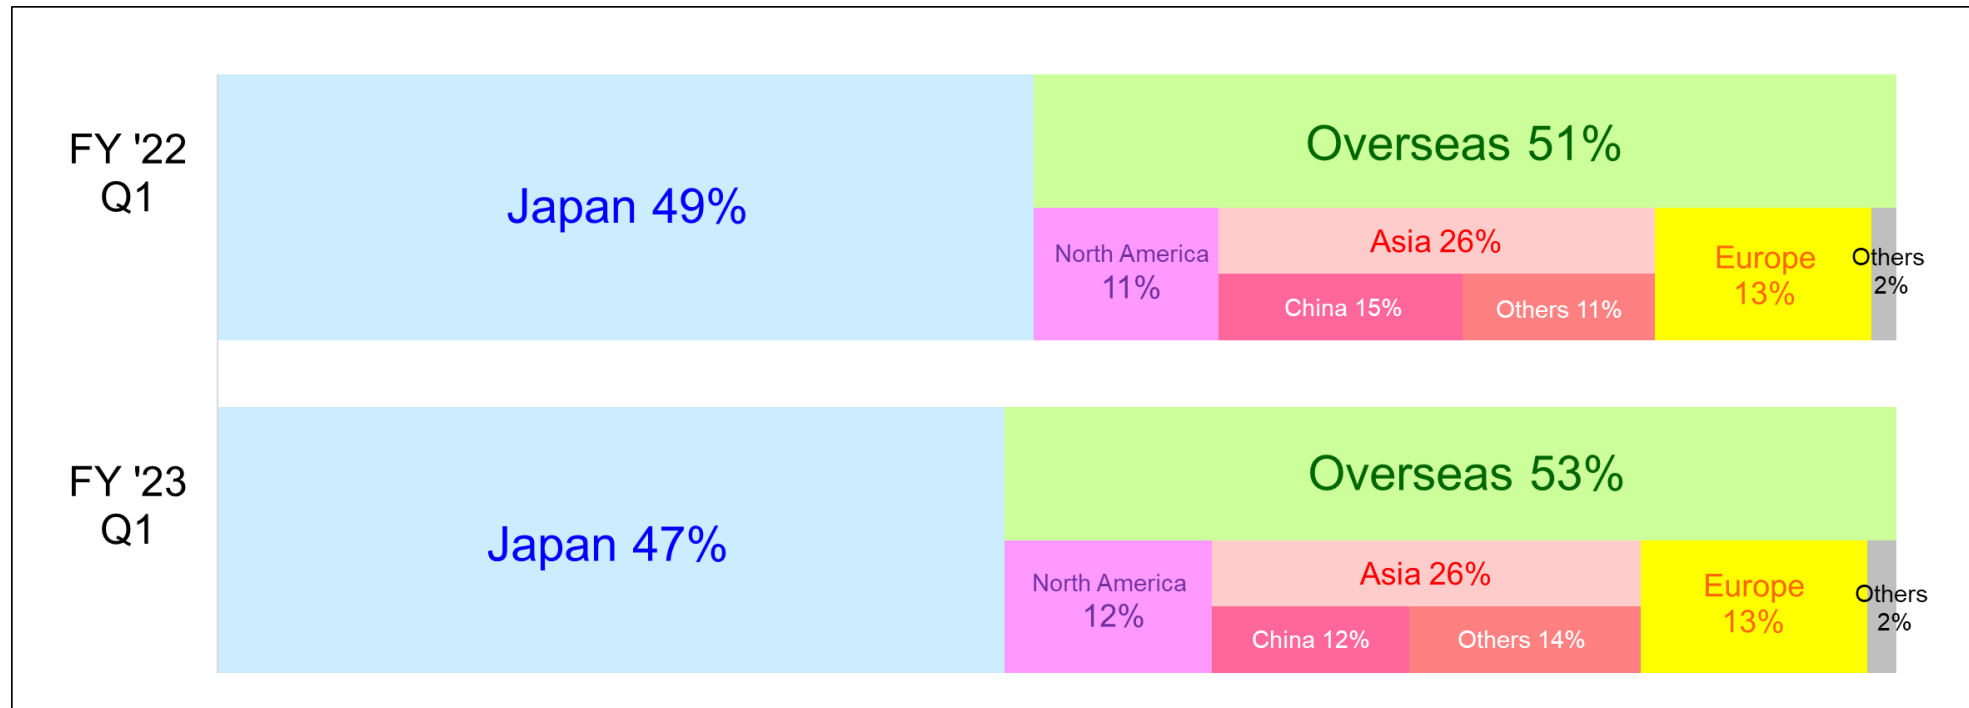 FY '22
Q1
Japan 49%
Overseas 51%
North America
11%
Asia 26%
China 15%
Others 11%
Europe
13%
Others
2%
FY '23
Q1
Japan 47%
Overseas 53%
North America
12%
Asia 26%
China 12%
Others 14%
Europe
13%
Others
2%